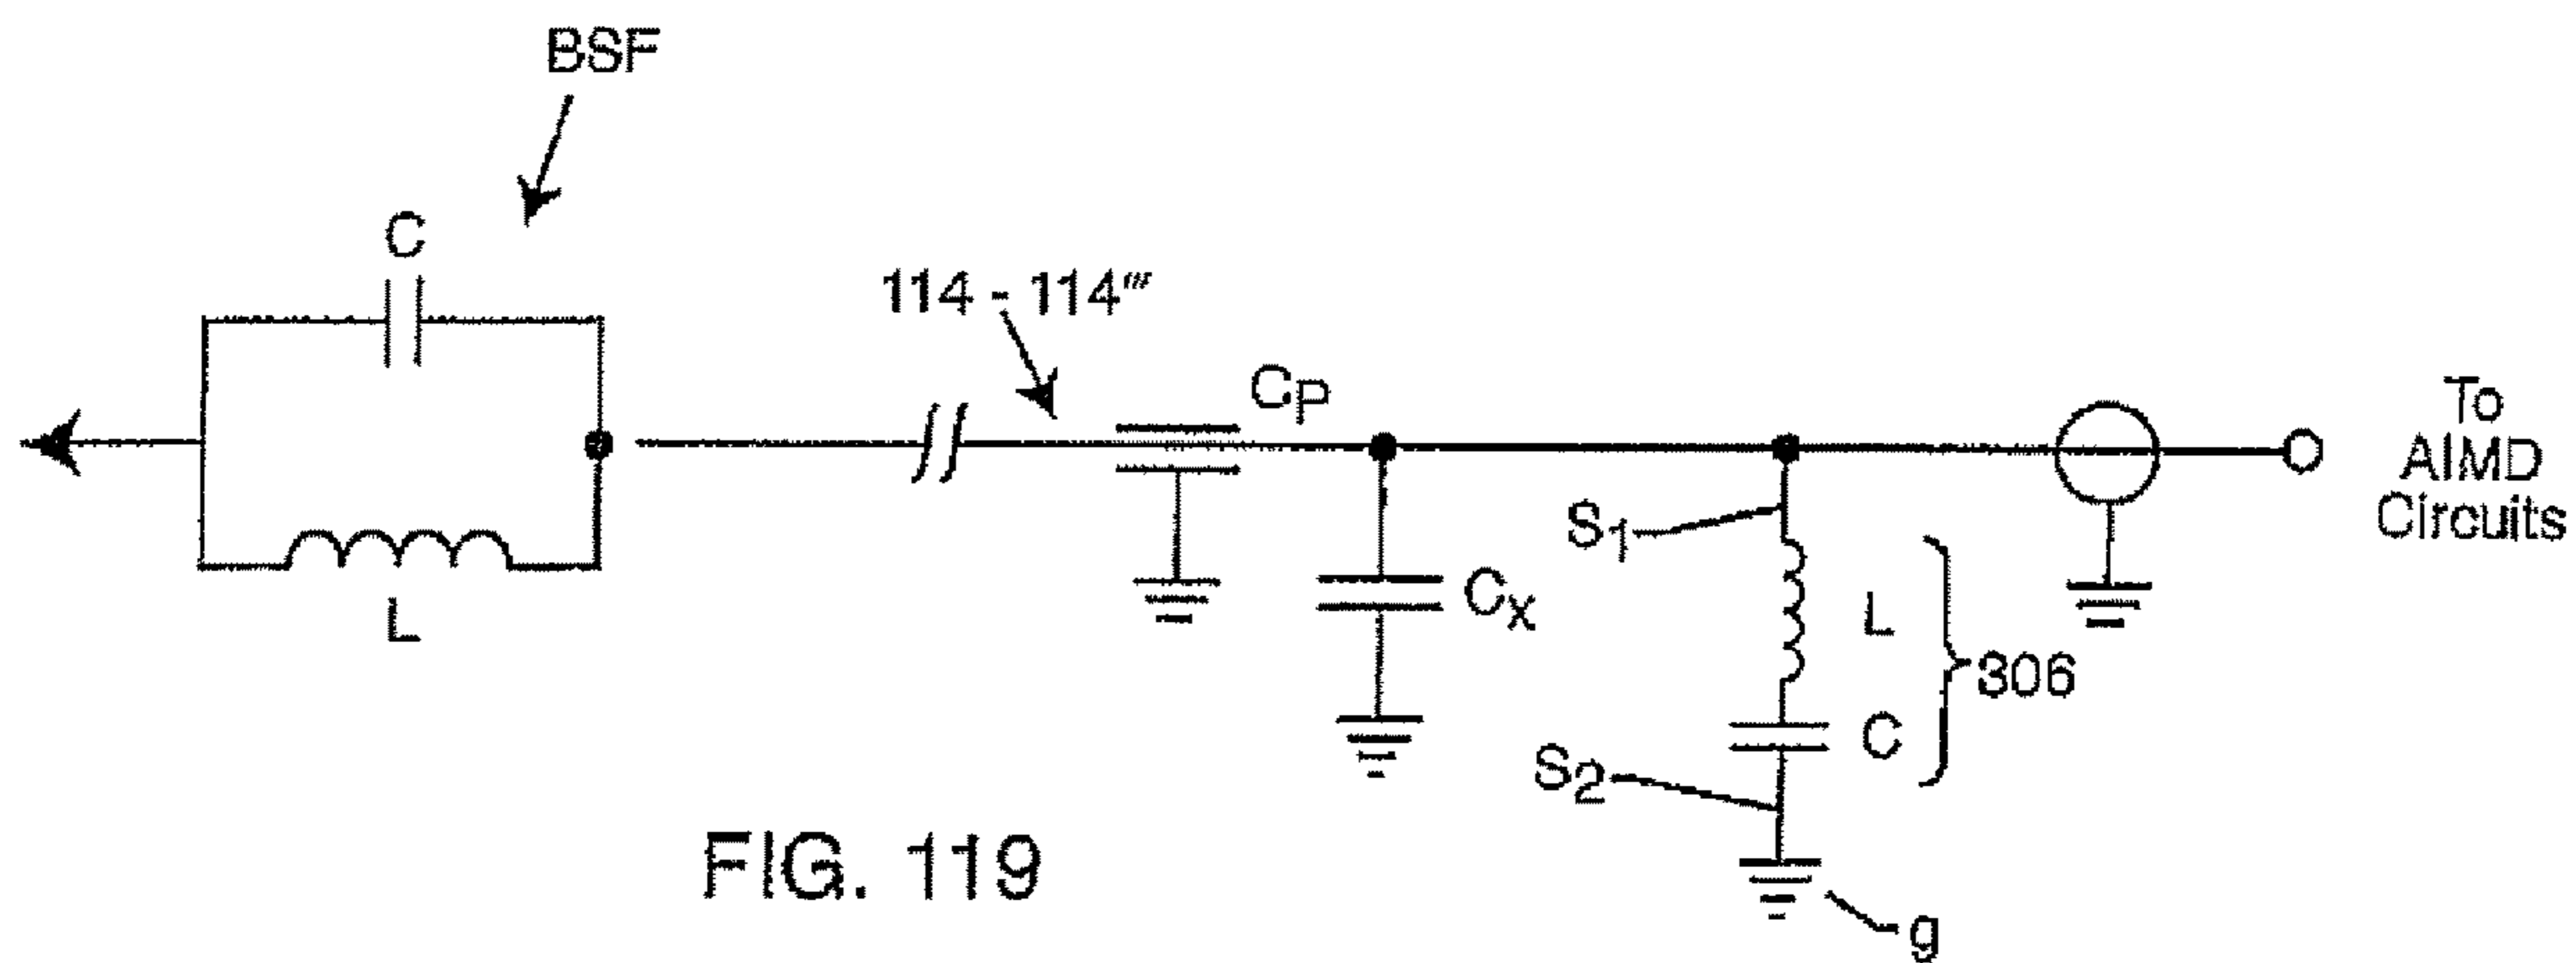 BSF
C
114 - 114‴
CP
To
AIMD
Circuits
S1
L
CX
L
306
C
S2
FIG. 119
g